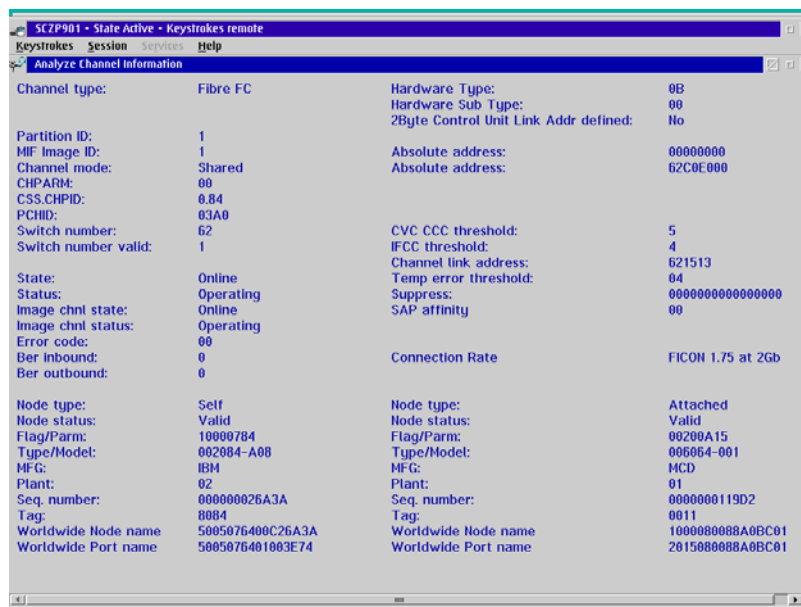 SCZP901 - State Active - Keystrokes remote
Keystrokes Session Services Help
Analyze Channel Information
Channel type: Fibre FC Hardware Type: 0B
Hardware Sub Type: 00
2Byte Control Unit Link Addr defined: No
Partition ID: 1
MIF Image ID: 1 Absolute address: 00000000
Channel mode: Shared Absolute address: 62C0E000
CHPARM: 00
CSS.CHPID: 0.84
PCHID: 03A0
Switch number: 62 CVC CCC threshold: 5
Switch number valid: 1 IFCC threshold: 4
Channel link address: 621513
State: Online Temp error threshold: 04
Status: Operating Suppress: 0000000000000000
Image chnl state: Online SAP affinity 00
Image chnl status: Operating
Error code: 00
Ber inbound: 0 Connection Rate FICON 1.75 at 2Gb
Ber outbound: 0
Node type: Self Node type: Attached
Node status: Valid Node status: Valid
Flag/Parm: 10000784 Flag/Parm: 00200A15
Type/Model: 002084-A08 Type/Model: 006064-001
MFG: IBM MFG: MCD
Plant: 02 Plant: 01
Seq. number: 000000026A3A Seq. number: 0000000119D2
Tag: 8084 Tag: 0011
Worldwide Node name 5005076400C26A3A Worldwide Node name 1000080088A0BC01
Worldwide Port name 5005076401003E74 Worldwide Port name 2015080088A0BC01